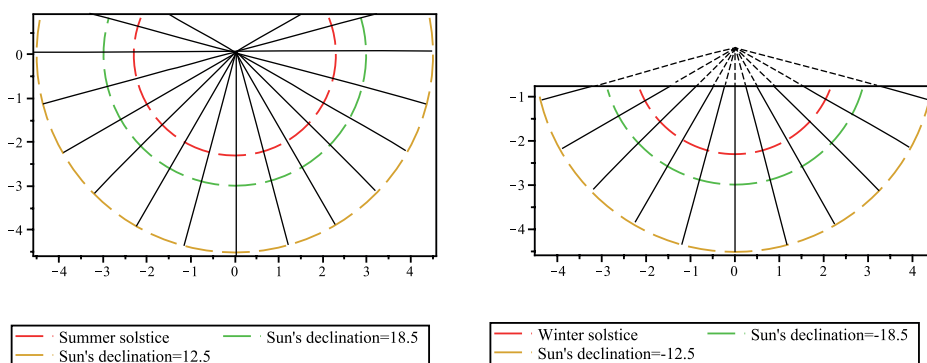 0
−1
−2
−3
−4
−4 −3 −2 −1 0 1 2 3 4
Summer solstice Sun's declination=18.5
Sun's declination=12.5
−1
−2
−3
−4
−4 −3 −2 −1 0 1 2 3 4
Winter solstice Sun's declination=-18.5
Sun's declination=-12.5